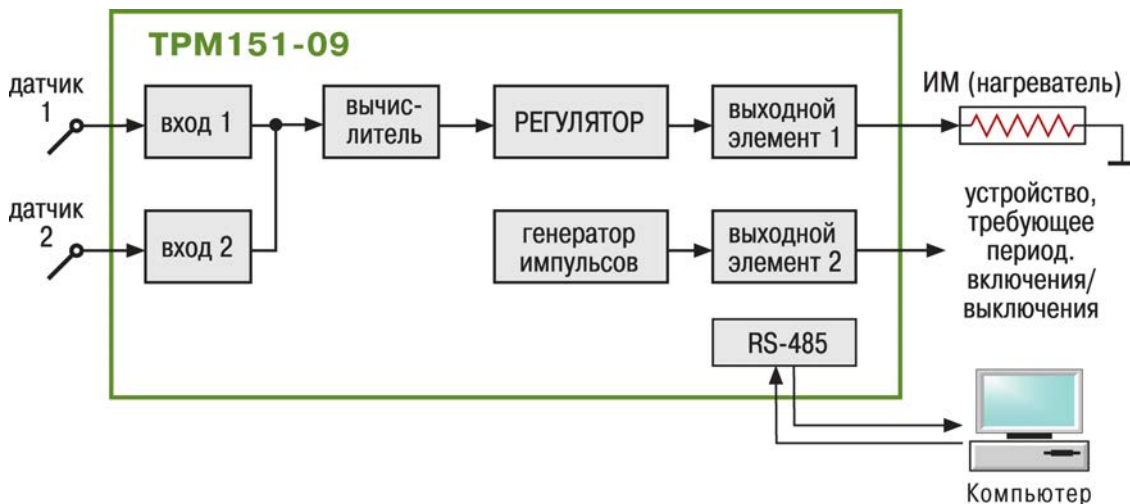 ТРМ151-09
датчик
1
вход 1
вычис-
литель
РЕГУЛЯТОР
выходной
элемент 1
ИМ (нагреватель)
датчик
2
вход 2
генератор
импульсов
выходной
элемент 2
устройство,
требующее
период.
включения/
выключения
RS-485
Компьютер